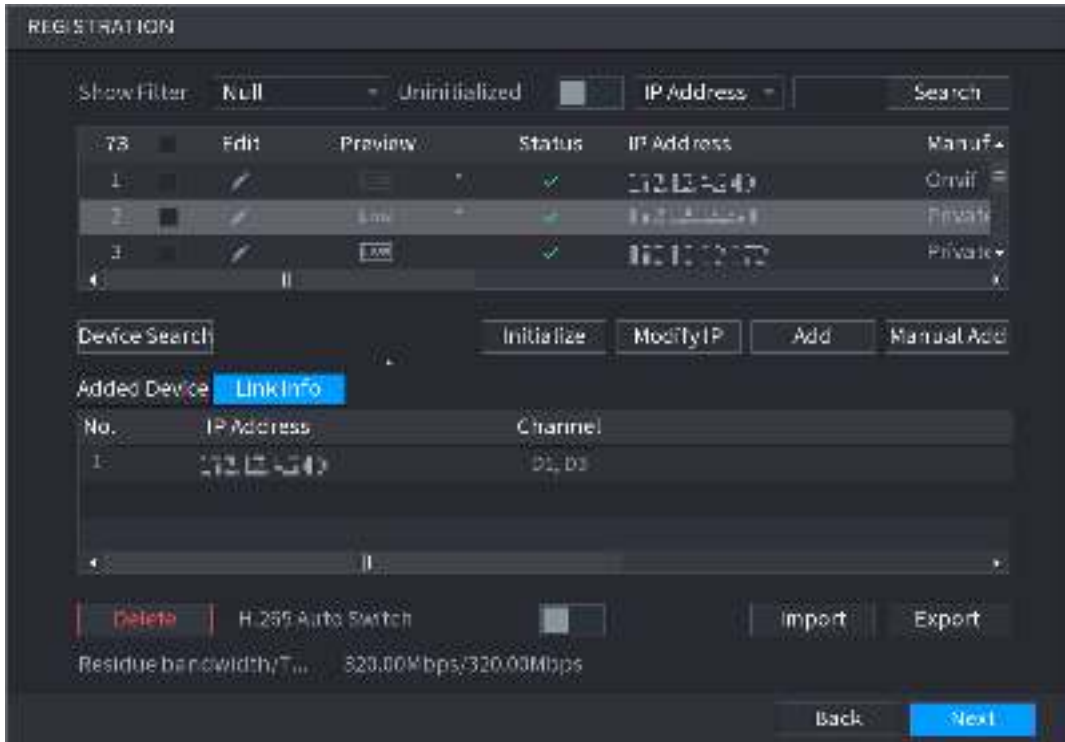 REGISTRATION
Show Filter Null Uninitialized IP Address Search
73 Edit Preview Status IP Address Manuf
1 Onvif
2 LIVE Private
3 LIVE Private
Device Search Initialize Modify IP Add Manual Add
Added Device Link Info
No. IP Address Channel
1 D1, D3
Delete H.265 Auto Switch Import Export
Residue bandwidth/T... 320.00Mbps/320.00Mbps
Back Next